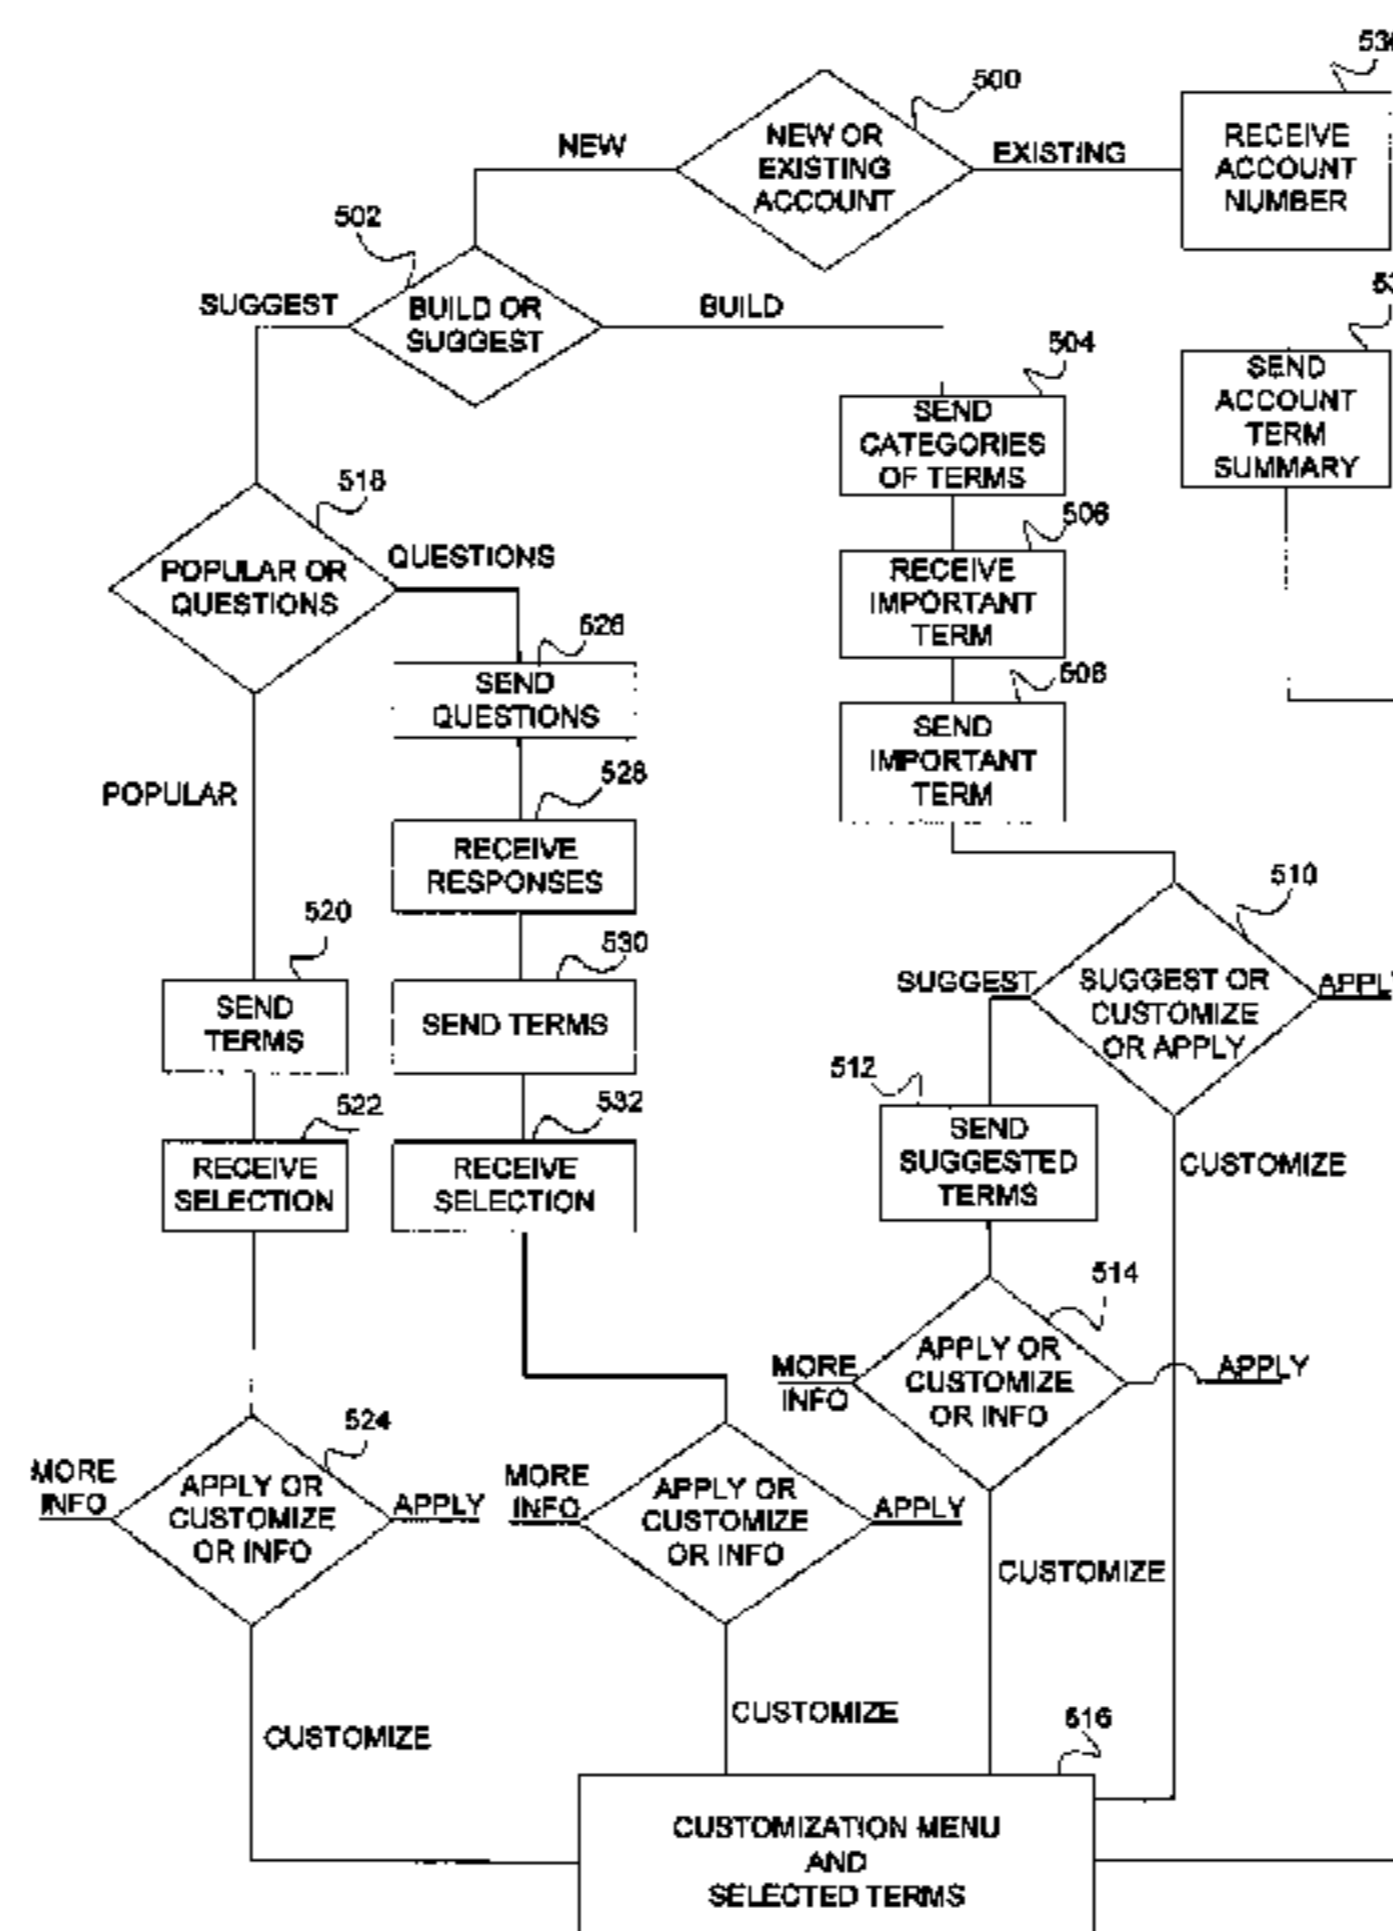 500
NEW OR
EXISTING
ACCOUNT
NEW
EXISTING
RECEIVE
ACCOUNT
NUMBER
502
SUGGEST
BUILD OR
SUGGEST
BUILD
504
SEND
CATEGORIES
OF TERMS
SEND
ACCOUNT
TERM
SUMMARY
518
POPULAR OR
QUESTIONS
QUESTIONS
506
RECEIVE
IMPORTANT
TERM
526
SEND
QUESTIONS
508
SEND
IMPORTANT
TERM
POPULAR
528
RECEIVE
RESPONSES
510
SUGGEST
SUGGEST OR
CUSTOMIZE
OR APPLY
520
SEND
TERMS
530
SEND TERMS
512
SEND
SUGGESTED
TERMS
CUSTOMIZE
522
RECEIVE
SELECTION
532
RECEIVE
SELECTION
514
MORE
INFO
APPLY OR
CUSTOMIZE
OR INFO
APPLY
524
MORE
INFO
APPLY OR
CUSTOMIZE
OR INFO
APPLY
MORE
INFO
APPLY OR
CUSTOMIZE
OR INFO
APPLY
CUSTOMIZE
CUSTOMIZE
CUSTOMIZE
516
CUSTOMIZATION MENU
AND
SELECTED TERMS